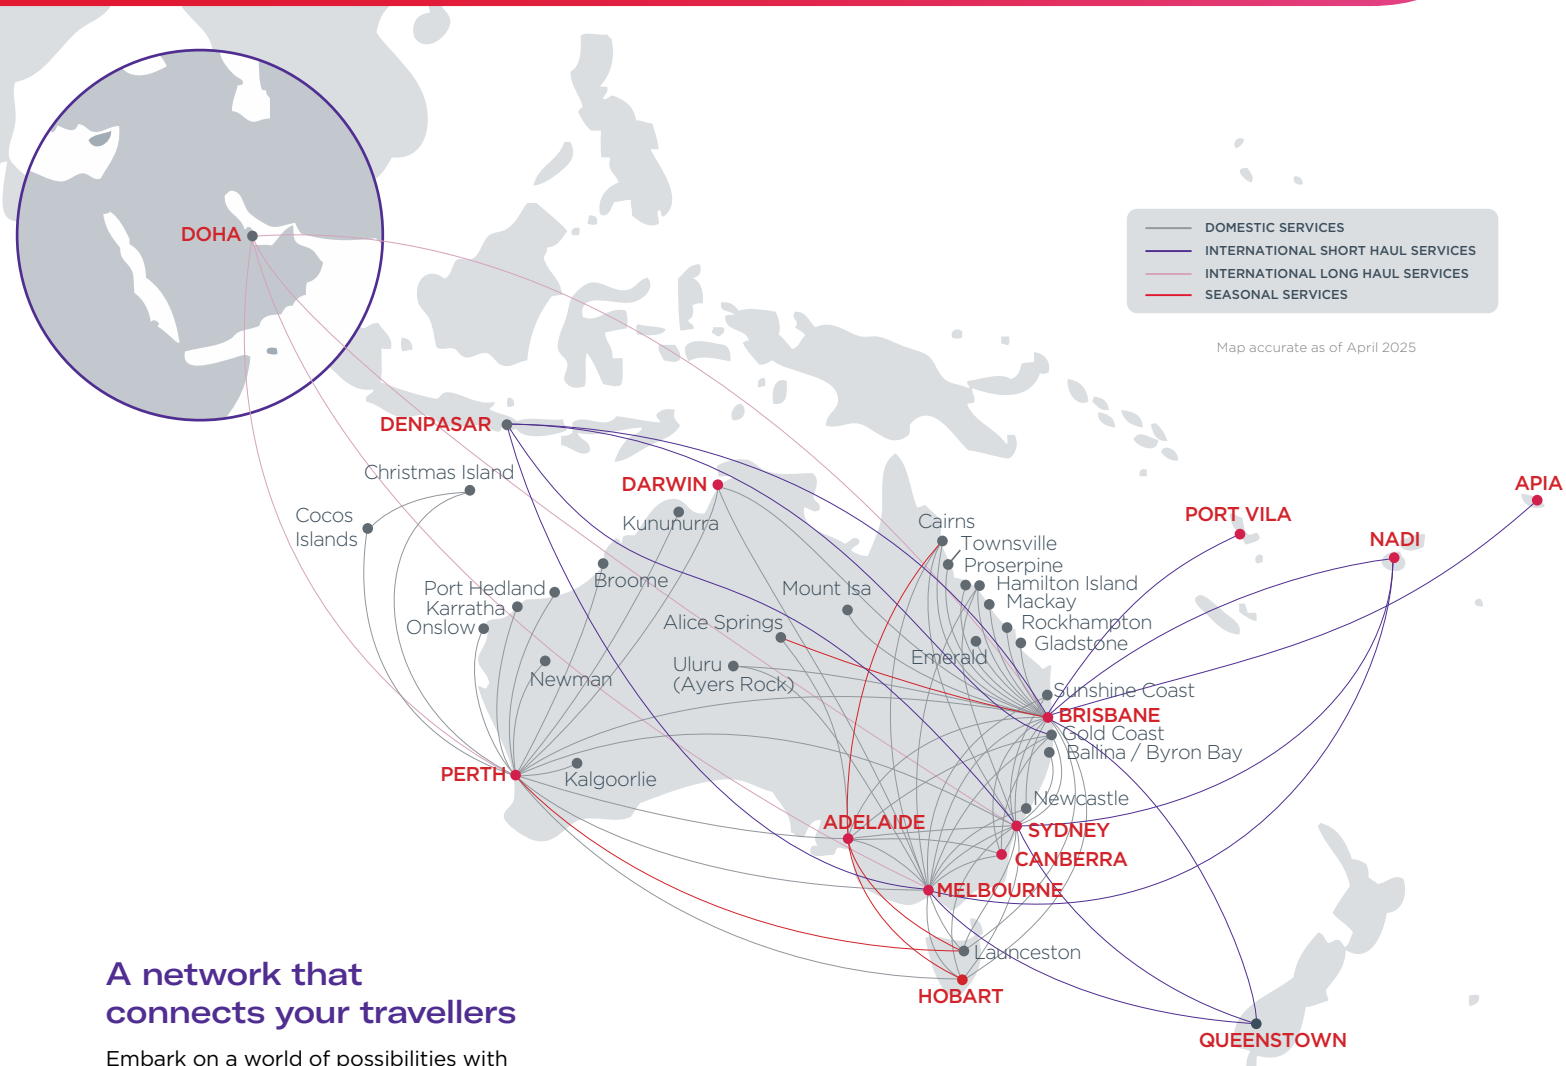 DOMESTIC SERVICES
INTERNATIONAL SHORT HAUL SERVICES
INTERNATIONAL LONG HAUL SERVICES
SEASONAL SERVICES
Map accurate as of April 2025
DOHA
DENPASAR
Christmas Island
Cocos
Islands
DARWIN
Kununurra
Broome
Port Hedland
Karratha
Onslow
Newman
Mount Isa
Alice Springs
Uluru
(Ayers Rock)
Cairns
Townsville
Proserpine
Hamilton Island
Mackay
Rockhampton
Gladstone
Emerald
Sunshine Coast
BRISBANE
Gold Coast
Ballina / Byron Bay
PORT VILA
NADI
APIA
PERTH
Kalgoorlie
Newcastle
ADELAIDE
SYDNEY
CANBERRA
MELBOURNE
Launceston
HOBART
QUEENSTOWN
A network that
connects your travellers
Embark on a world of possibilities with